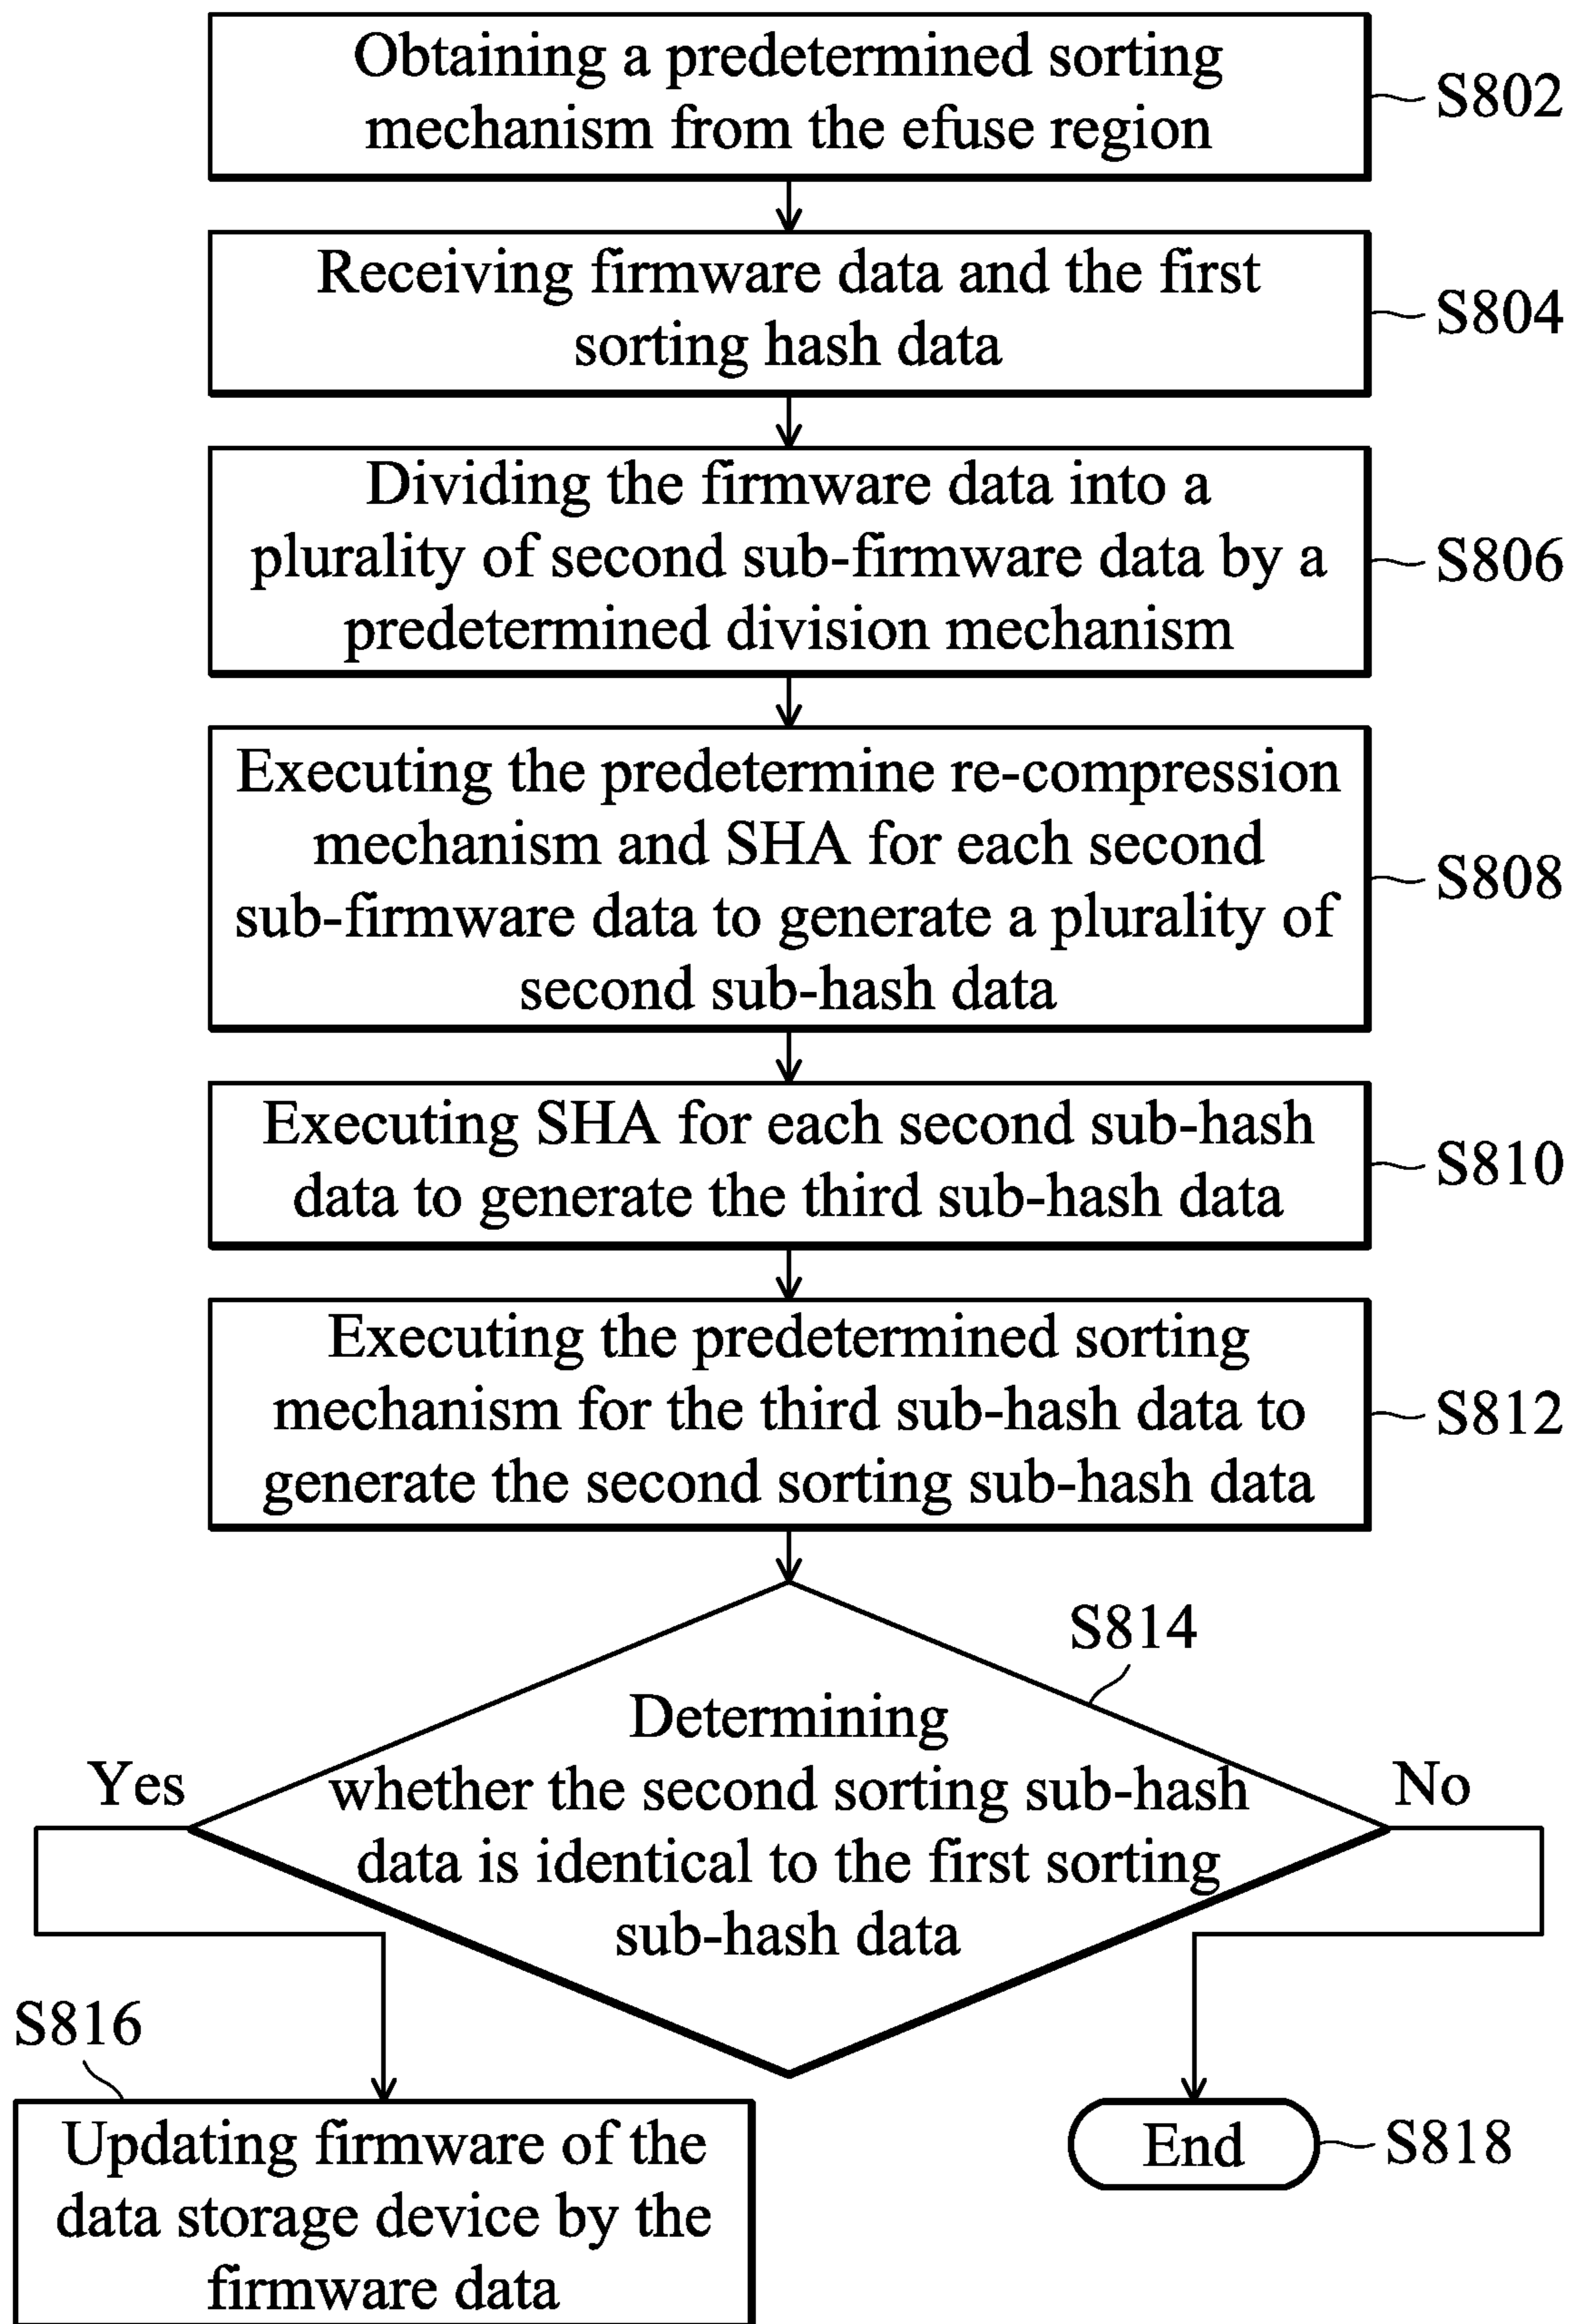 Obtaining a predetermined sorting
mechanism from the efuse region
S802
Receiving firmware data and the first
sorting hash data
S804
Dividing the firmware data into a
plurality of second sub-firmware data by a
predetermined division mechanism
S806
Executing the predetermine re-compression
mechanism and SHA for each second
sub-firmware data to generate a plurality of
second sub-hash data
S808
Executing SHA for each second sub-hash
data to generate the third sub-hash data
S810
Executing the predetermined sorting
mechanism for the third sub-hash data to
generate the second sorting sub-hash data
S812
S814
Determining
whether the second sorting sub-hash
data is identical to the first sorting
sub-hash data
Yes
No
S816
Updating firmware of the
data storage device by the
firmware data
End
S818